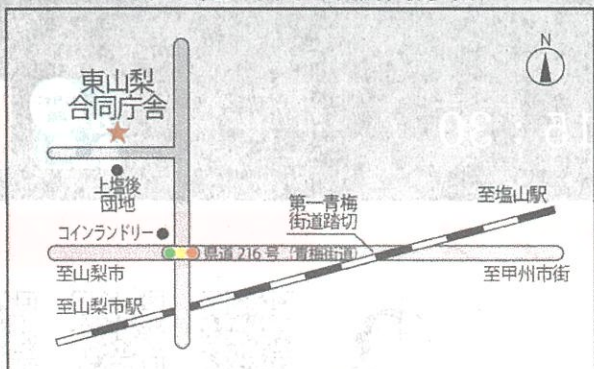 N
東山梨
合同庁舎
上塩後
団地
第一青梅
街道踏切
至塩山駅
コインランドリー
県道216号（青梅街道）
至山梨市
至甲州市街
至山梨市駅